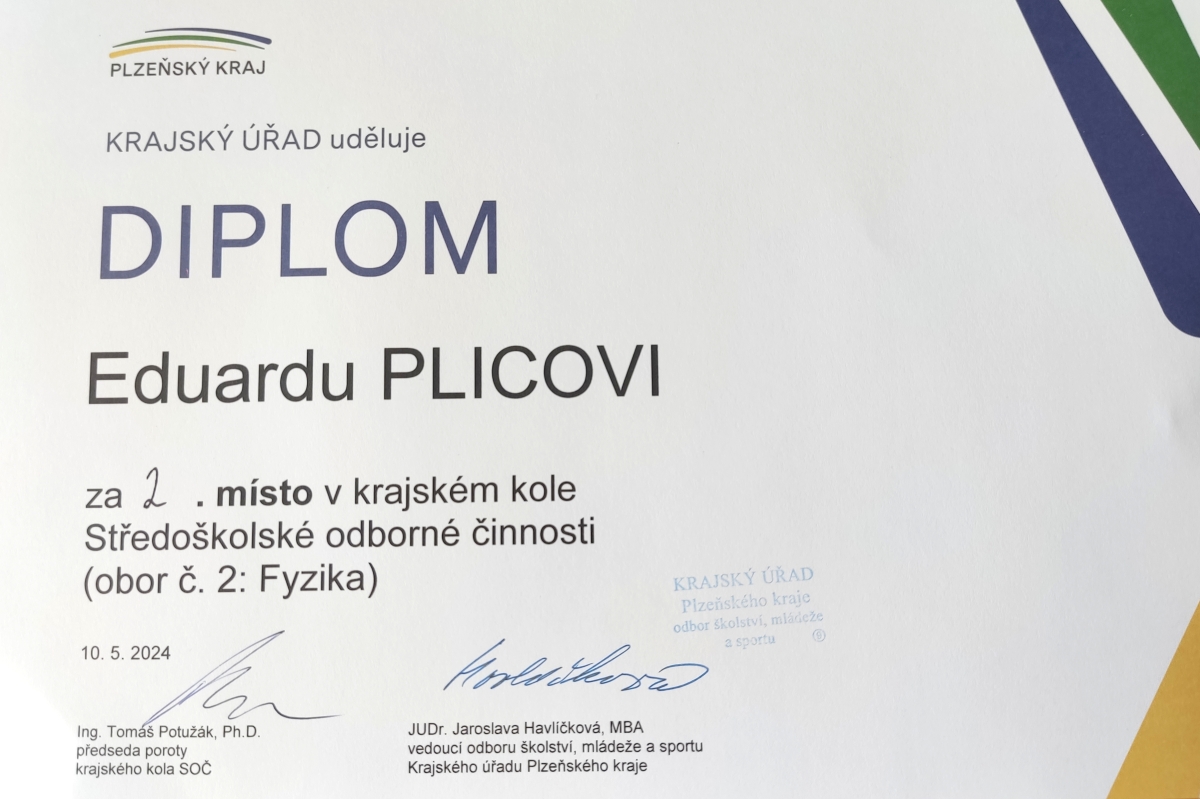 PLZEŇSKÝ KRAJ
KRAJSKÝ ÚŘAD uděluje
DIPLOM
Eduardu PLICOVI
za 2 . místo v krajském kole
Středoškolské odborné činnosti
(obor č. 2: Fyzika)
KRAJSKÝ ÚŘAD
Plzeňského kraje
odbor školství, mládeže
a sportu ⑥
10. 5. 2024
Ing. Tomáš Potužák, Ph.D.
předseda poroty
krajského kola SOČ
Havlíčková
JUDr. Jaroslava Havlíčková, MBA
vedoucí odboru školství, mládeže a sportu
Krajského úřadu Plzeňského kraje